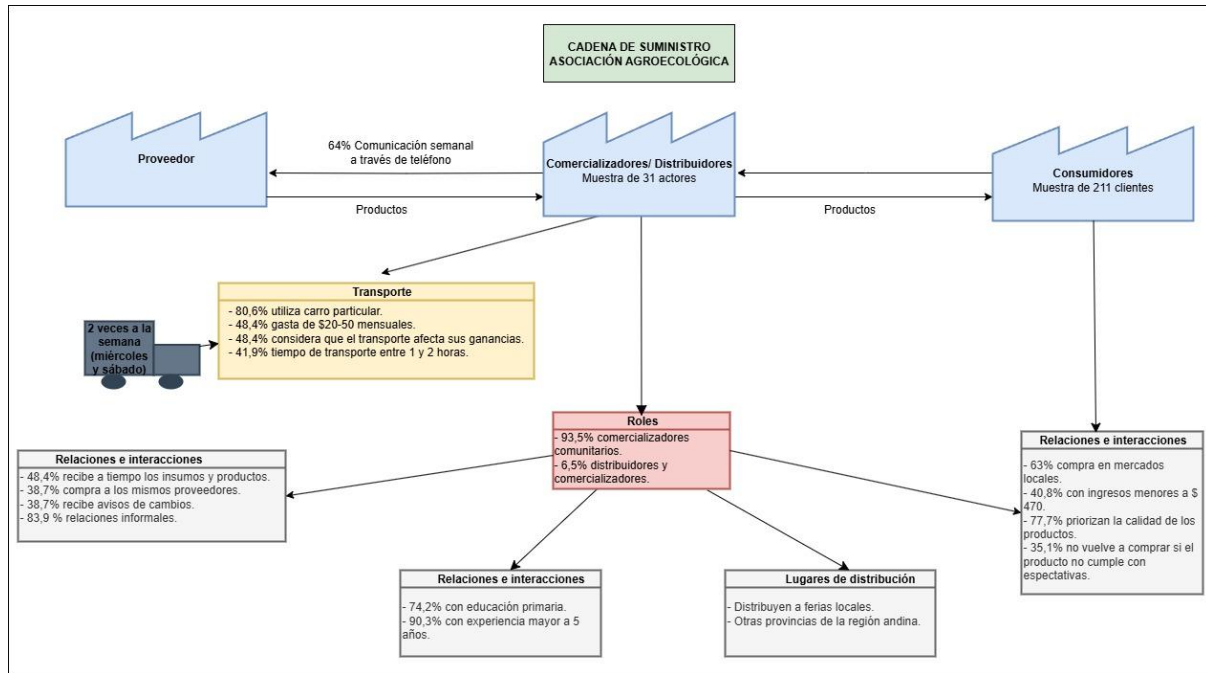 CADENA DE SUMINISTRO
ASOCIACIÓN AGROECOLÓGICA
Proveedor
64% Comunicación semanal
a través de teléfono
Productos
Comercializadores/ Distribuidores
Muestra de 31 actores
Productos
Consumidores
Muestra de 211 clientes
2 veces a la
semana
(miércoles
y sábado)
Transporte
- 80,6% utiliza carro particular.
- 48,4% gasta de $20-50 mensuales.
- 48,4% considera que el transporte afecta sus ganancias.
- 41,9% tiempo de transporte entre 1 y 2 horas.
Roles
- 93,5% comercializadores
comunitarios.
- 6,5% distribuidores y
comercializadores.
Relaciones e interacciones
- 48,4% recibe a tiempo los insumos y productos.
- 38,7% compra a los mismos proveedores.
- 38,7% recibe avisos de cambios.
- 83,9 % relaciones informales.
Relaciones e interacciones
- 63% compra en mercados
locales.
- 40,8% con ingresos menores a $
470.
- 77,7% priorizan la calidad de los
productos.
- 35,1% no vuelve a comprar si el
producto no cumple con
espectativas.
Relaciones e interacciones
- 74,2% con educación primaria.
- 90,3% con experiencia mayor a 5
años.
Lugares de distribución
- Distribuyen a ferias locales.
- Otras provincias de la región andina.